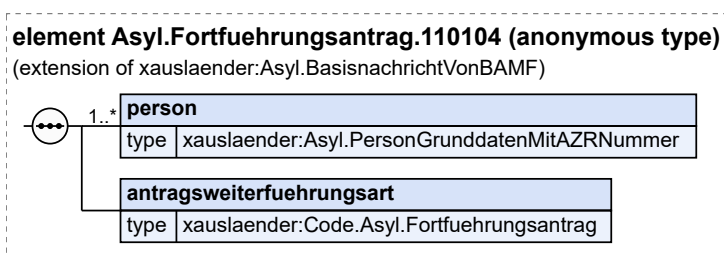 element Asyl.Fortfuehrungsantrag.110104 (anonymous type)
(extension of xauslaender:Asyl.BasisnachrichtVonBAMF)
1..* person
type xauslaender:Asyl.PersonGrunddatenMitAZRNummer
antragsweiterfuehrungsart
type xauslaender:Code.Asyl.Fortfuehrungsantrag